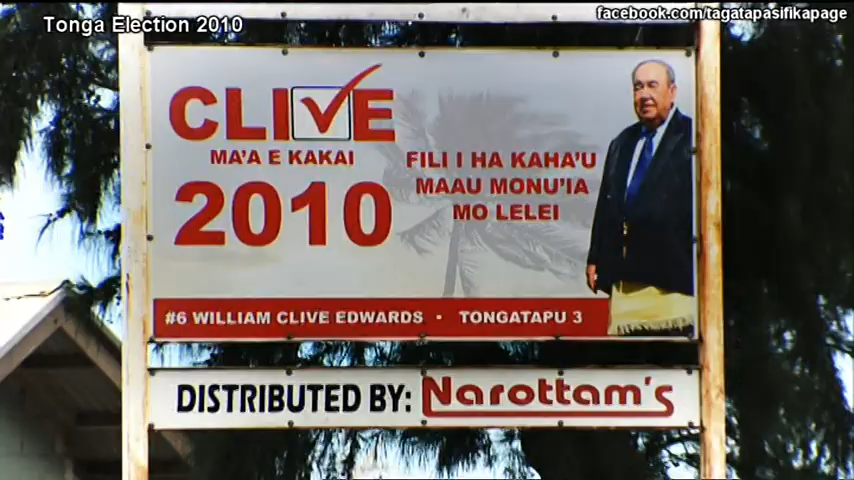 Tonga Election 2010
facebook.com/tagatapasifikapage
CLIVE
MA'A E KAKAI
2010
FILI I HA KAHA'U
MAAU MONU'IA
MO LELEI
#6 WILLIAM CLIVE EDWARDS • TONGATAPU 3
DISTRIBUTED BY: Narottam's